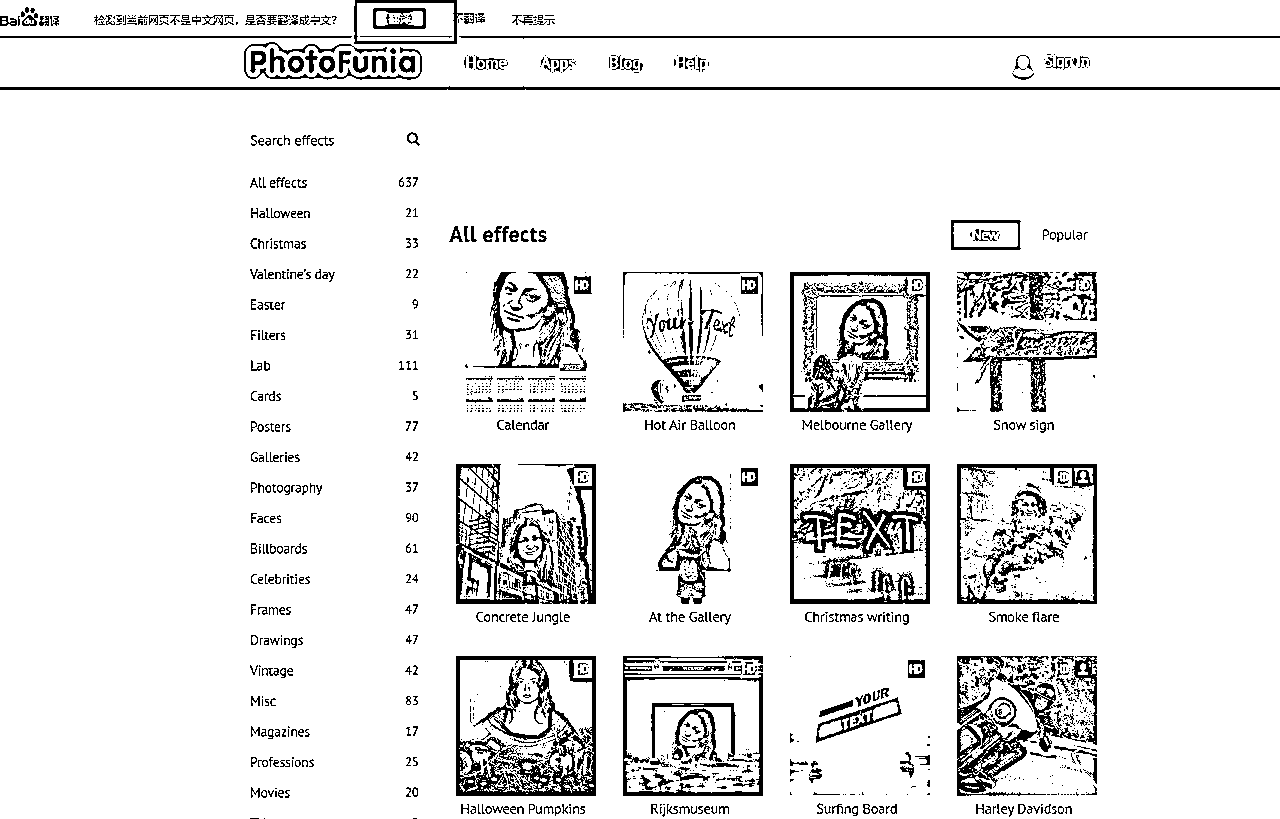 Bai 翻译 检测到当前网页不是中文网页，是否要翻译成中文? 翻译 不翻译 不再提示
PhotoFunia Home Apps Blog Help Sign In
Search effects
All effects 637
Halloween 21
Christmas 33
Valentine's day 22
Easter 9
Filters 31
Lab 111
Cards 5
Posters 77
Galleries 42
Photography 37
Faces 90
Billboards 61
Celebrities 24
Frames 47
Drawings 47
Vintage 42
Misc 83
Magazines 17
Professions 25
Movies 20
All effects New Popular
HD HD HD HD
Your Text
Calendar Hot Air Balloon Melbourne Gallery Snow sign
HD HD HD HD
TEXT
Concrete Jungle At the Gallery Christmas writing Smoke flare
HD HD HD HD
YOUR
TEXT
Halloween Pumpkins Rijksmuseum Surfing Board Harley Davidson